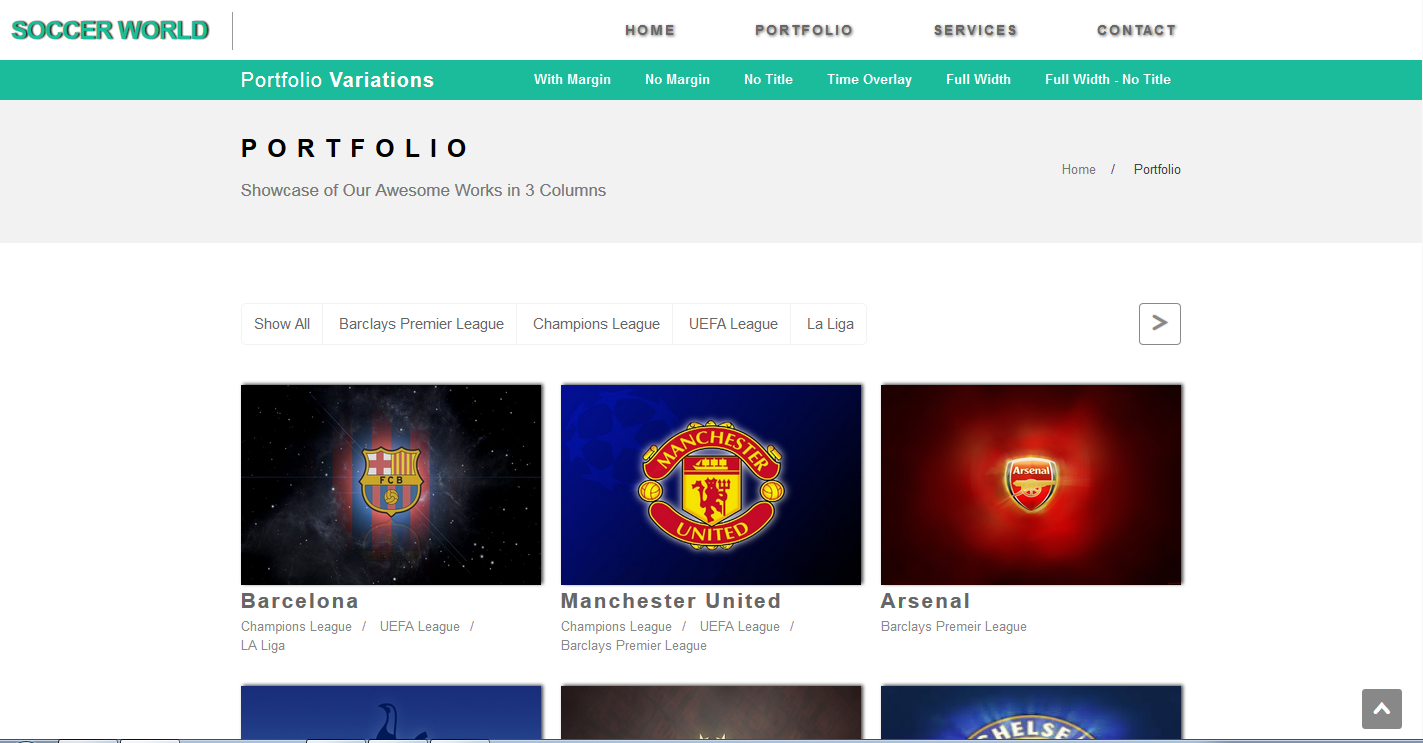 SOCCER WORLD
HOME PORTFOLIO SERVICES CONTACT
Portfolio Variations
With Margin No Margin No Title Time Overlay Full Width Full Width - No Title
PORTFOLIO
Showcase of Our Awesome Works in 3 Columns
Home / Portfolio
Show All Barclays Premier League Champions League UEFA League La Liga >
FCB
MANCHESTER
UNITED
Arsenal
Barcelona
Champions League / UEFA League /
LA Liga
Manchester United
Champions League / UEFA League /
Barclays Premier League
Arsenal
Barclays Premeir League
CHELSEA